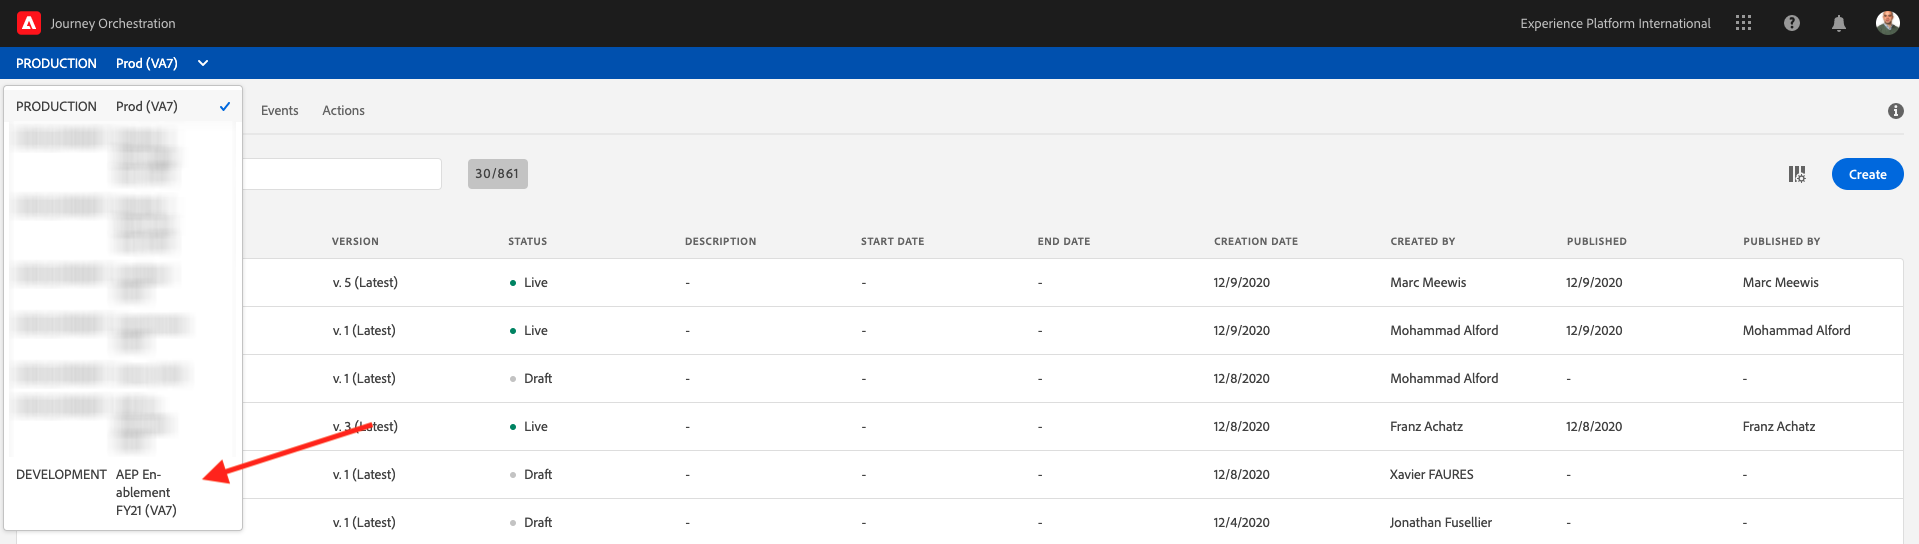 Journey Orchestration
Experience Platform International
PRODUCTION Prod (VA7)
PRODUCTION Prod (VA7)
Events Actions
30/861
Create
VERSION STATUS DESCRIPTION START DATE END DATE CREATION DATE CREATED BY PUBLISHED PUBLISHED BY
v. 5 (Latest) Live - - - 12/9/2020 Marc Meewis 12/9/2020 Marc Meewis
v. 1 (Latest) Live - - - 12/9/2020 Mohammad Alford 12/9/2020 Mohammad Alford
v. 1 (Latest) Draft - - - 12/8/2020 Mohammad Alford - -
v. 3 (Latest) Live - - - 12/8/2020 Franz Achatz 12/8/2020 Franz Achatz
v. 1 (Latest) Draft - - - 12/8/2020 Xavier FAURES - -
v. 1 (Latest) Draft - - - 12/4/2020 Jonathan Fusellier - -
DEVELOPMENT AEP En-
ablement
FY21 (VA7)